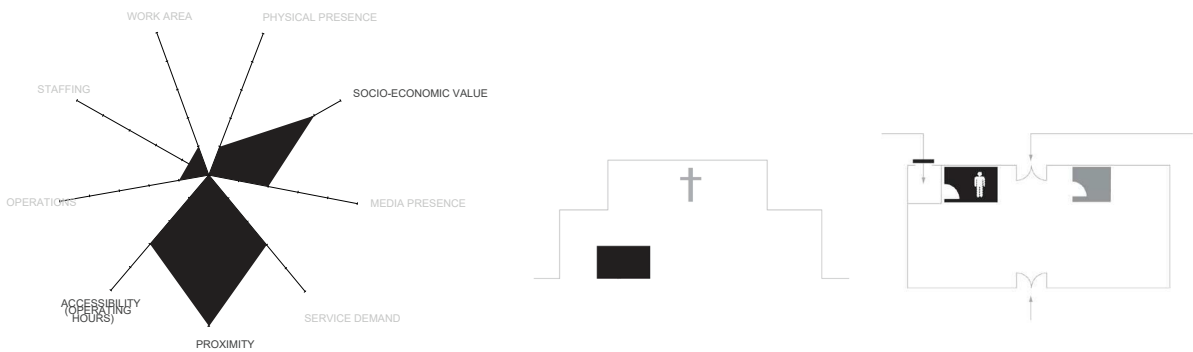 WORK AREA
PHYSICAL PRESENCE
STAFFING
SOCIO-ECONOMIC VALUE
OPERATIONS
MEDIA PRESENCE
ACCESSIBILITY
(OPERATING
HOURS)
SERVICE DEMAND
PROXIMITY